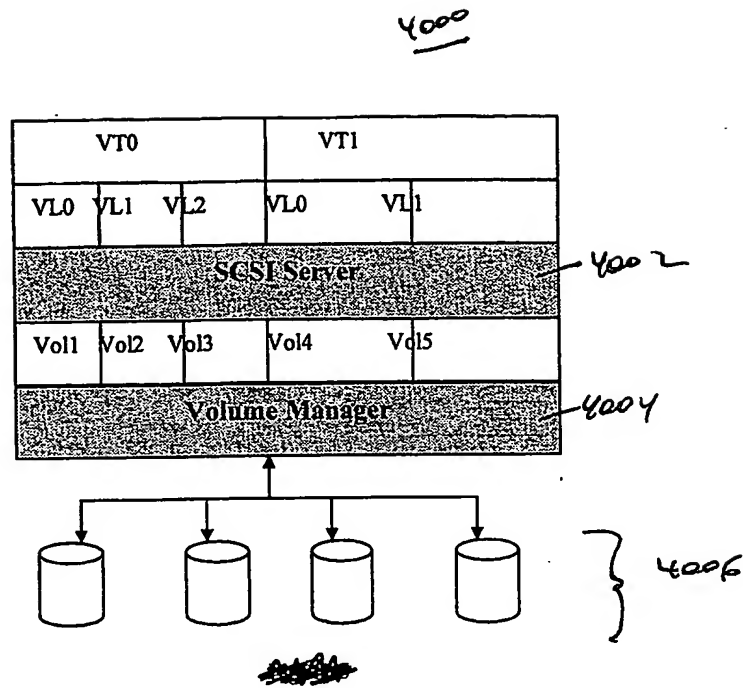 4000
VT0 VT1
VL0 VL1 VL2 VL0 VL1
SCSI Server
4002
Vol1 Vol2 Vol3 Vol4 Vol5
Volume Manager
4004
4006